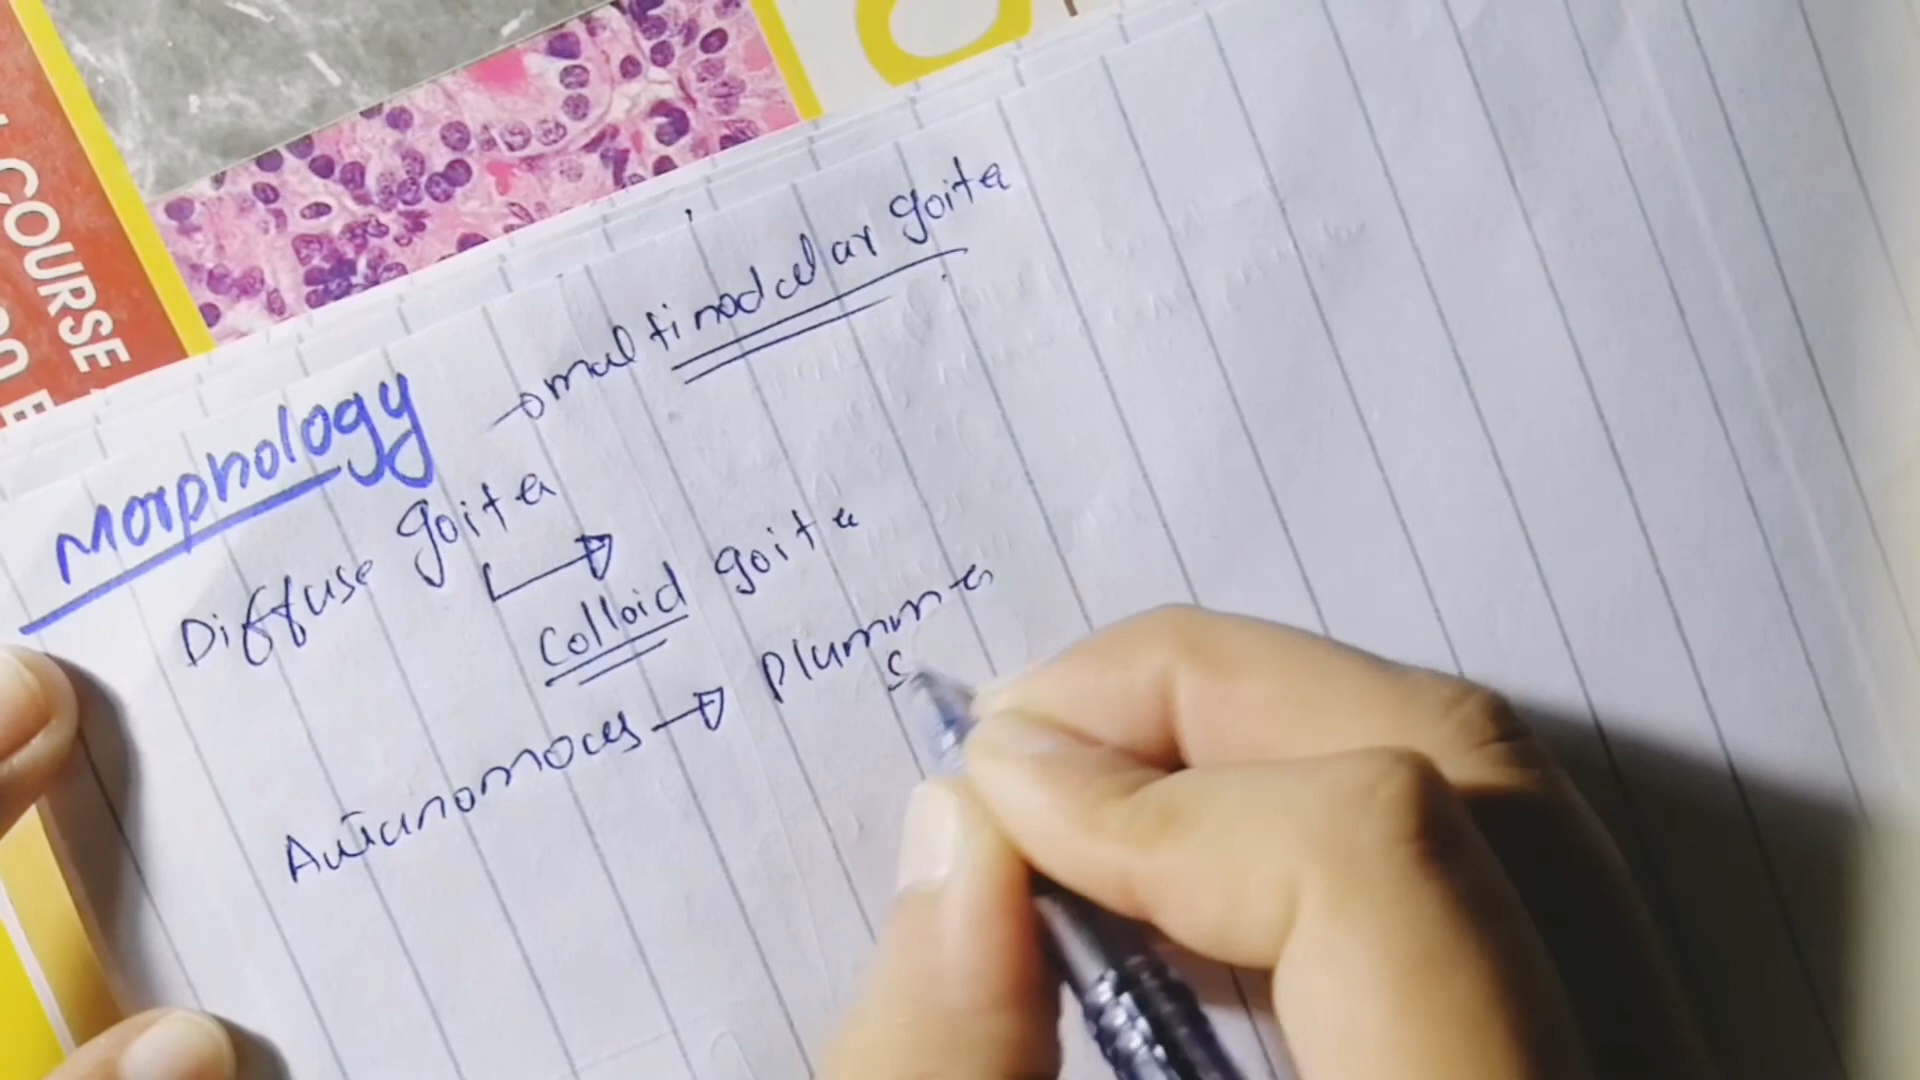 COURSE
→ multinodular goiter
Morphology
Diffuse goiter
Colloid goiter
Autonomous → Plummer
S